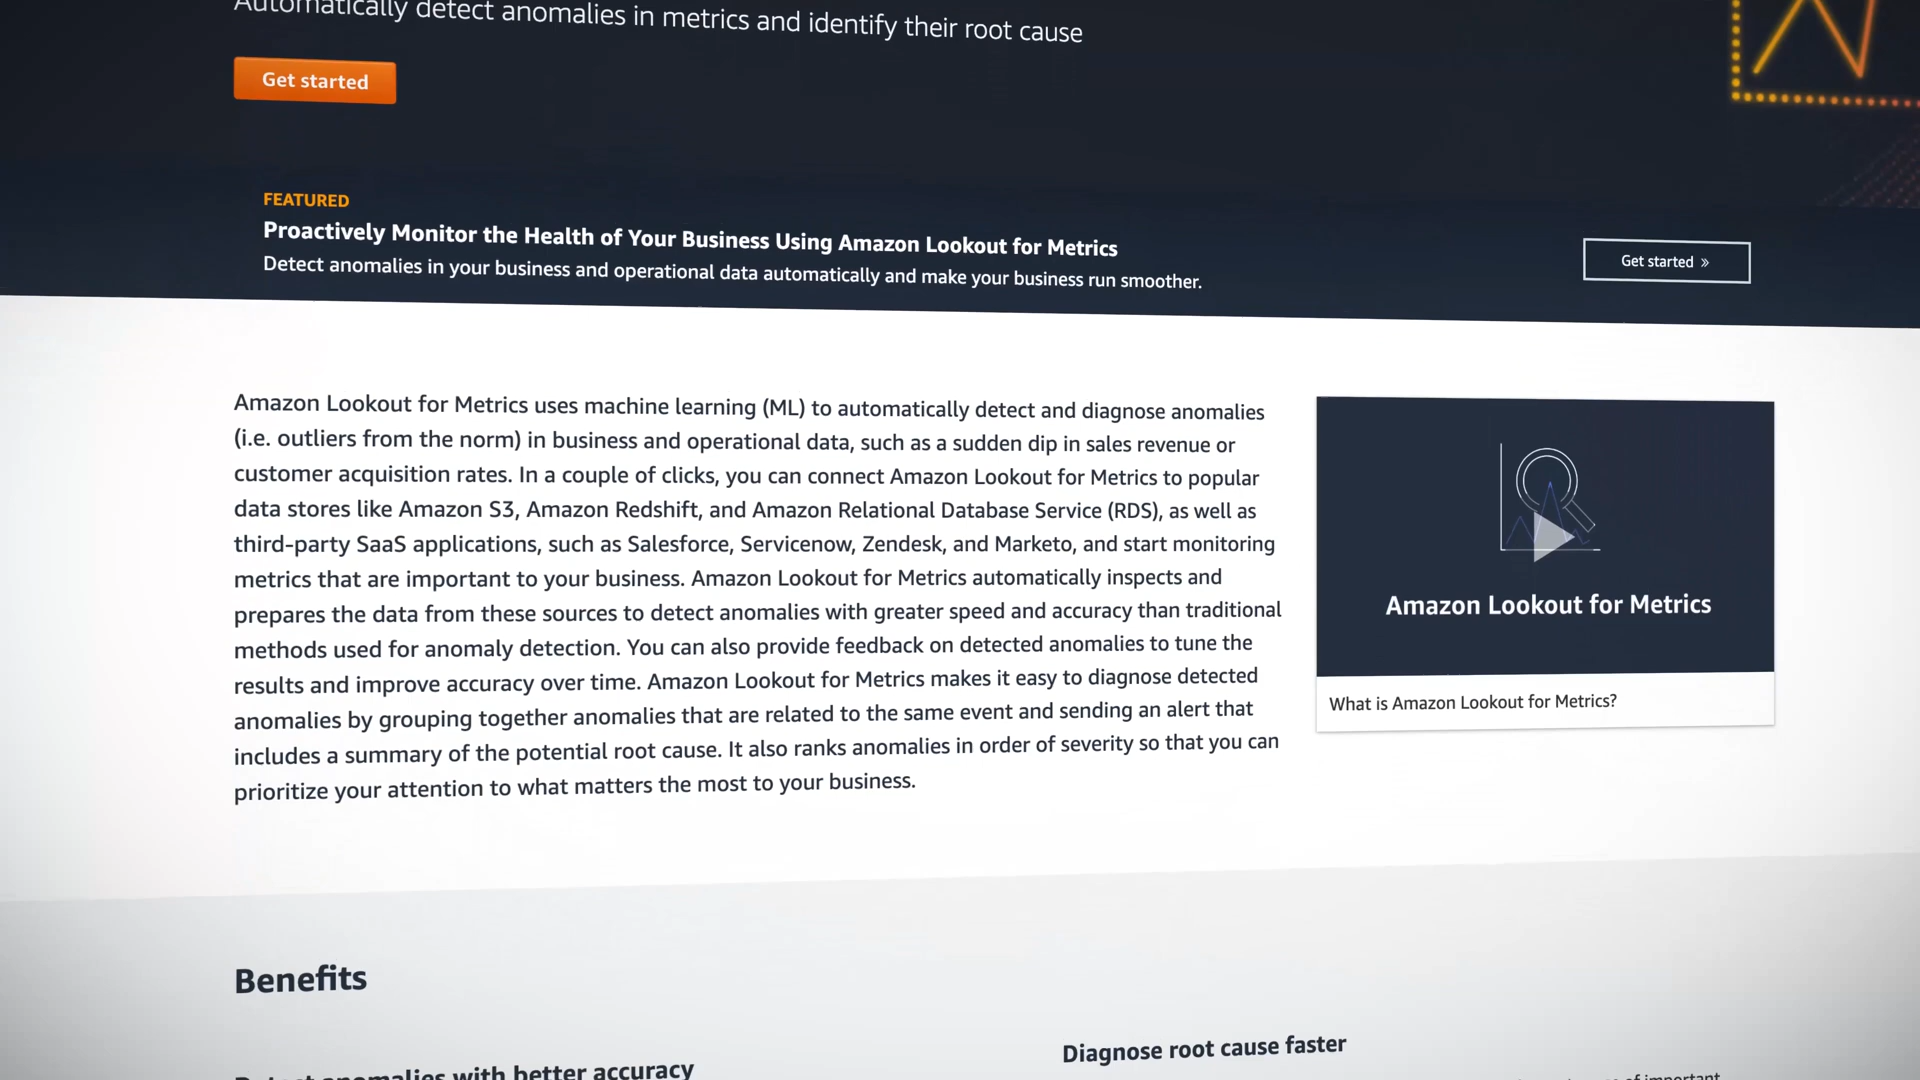 Automatically detect anomalies in metrics and identify their root cause
Get started
FEATURED
Proactively Monitor the Health of Your Business Using Amazon Lookout for Metrics
Detect anomalies in your business and operational data automatically and make your business run smoother.
Get started »
Amazon Lookout for Metrics uses machine learning (ML) to automatically detect and diagnose anomalies
(i.e. outliers from the norm) in business and operational data, such as a sudden dip in sales revenue or
customer acquisition rates. In a couple of clicks, you can connect Amazon Lookout for Metrics to popular
data stores like Amazon S3, Amazon Redshift, and Amazon Relational Database Service (RDS), as well as
third-party SaaS applications, such as Salesforce, Servicenow, Zendesk, and Marketo, and start monitoring
metrics that are important to your business. Amazon Lookout for Metrics automatically inspects and
prepares the data from these sources to detect anomalies with greater speed and accuracy than traditional
methods used for anomaly detection. You can also provide feedback on detected anomalies to tune the
results and improve accuracy over time. Amazon Lookout for Metrics makes it easy to diagnose detected
anomalies by grouping together anomalies that are related to the same event and sending an alert that
includes a summary of the potential root cause. It also ranks anomalies in order of severity so that you can
prioritize your attention to what matters the most to your business.
Amazon Lookout for Metrics
What is Amazon Lookout for Metrics?
Benefits
Detect anomalies with better accuracy
Diagnose root cause faster
of important